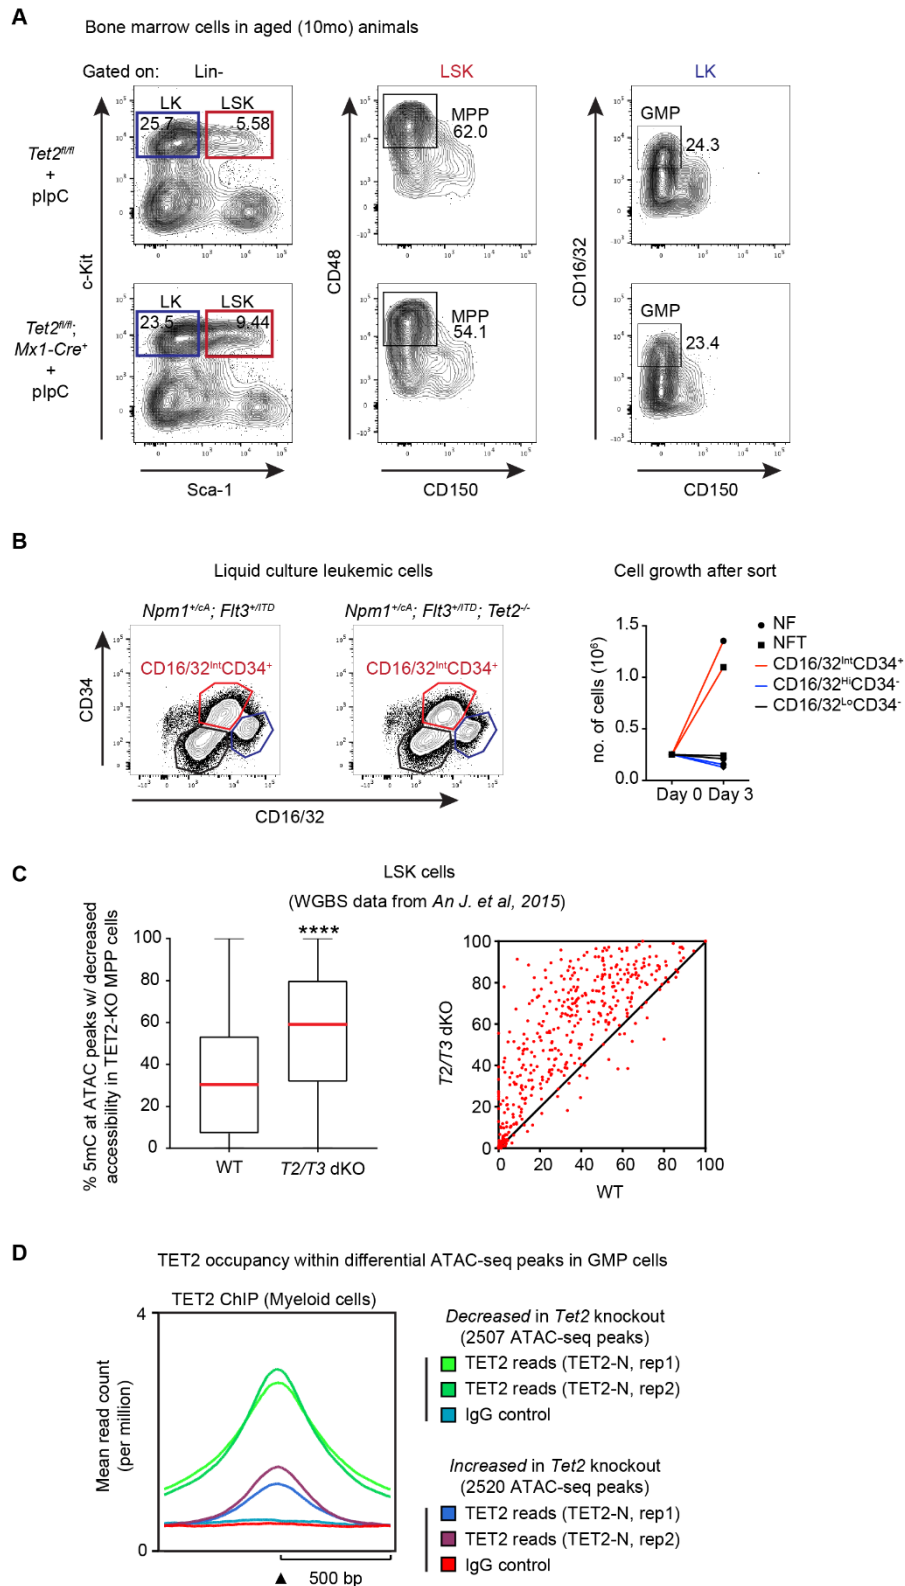 A
Bone marrow cells in aged (10mo) animals
Gated on: Lin- LSK LK
LK LSK
25.7 5.58
MPP
62.0
GMP
24.3
Tet2fl/fl
+
pIpC
c-Kit
CD48
CD16/32
LK LSK
23.5 9.44
MPP
54.1
GMP
23.4
Tet2fl/fl;
Mx1-Cre+
+
pIpC
Sca-1 CD150 CD150
B
Liquid culture leukemic cells
Cell growth after sort
Npm1+/cA; Flt3+/ITD
Npm1+/cA; Flt3+/ITD; Tet2-/-
CD16/32IntCD34+
CD16/32IntCD34+
CD34
CD16/32
no. of cells (10⁶)
1.5
1.0
0.5
0.0
Day 0 Day 3
NF
NFT
CD16/32IntCD34+
CD16/32HiCD34-
CD16/32LoCD34-
C
LSK cells
(WGBS data from An J. et al, 2015)
% 5mC at ATAC peaks w/ decreased
accessibility in TET2-KO MPP cells
100
80
60
40
20
0
****
WT T2/T3 dKO
T2/T3 dKO
100
80
60
40
20
0
0 20 40 60 80 100
WT
D
TET2 occupancy within differential ATAC-seq peaks in GMP cells
TET2 ChIP (Myeloid cells)
4
0
Mean read count
(per million)
500 bp
Decreased in Tet2 knockout
(2507 ATAC-seq peaks)
TET2 reads (TET2-N, rep1)
TET2 reads (TET2-N, rep2)
IgG control
Increased in Tet2 knockout
(2520 ATAC-seq peaks)
TET2 reads (TET2-N, rep1)
TET2 reads (TET2-N, rep2)
IgG control